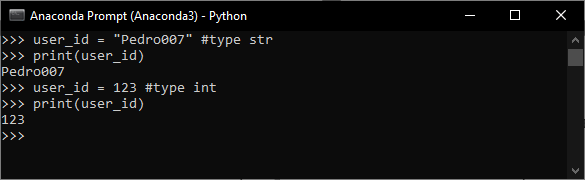 Anaconda Prompt (Anaconda3) - Python
>>> user_id = "Pedro007" #type str
>>> print(user_id)
Pedro007
>>> user_id = 123 #type int
>>> print(user_id)
123
>>>